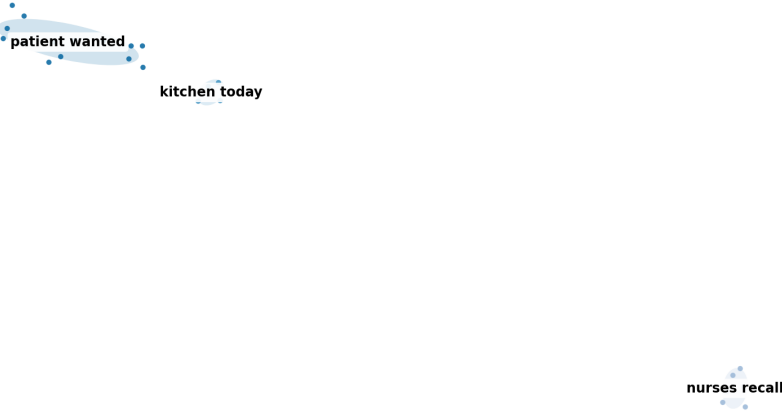 patient wanted
kitchen today
nurses recall